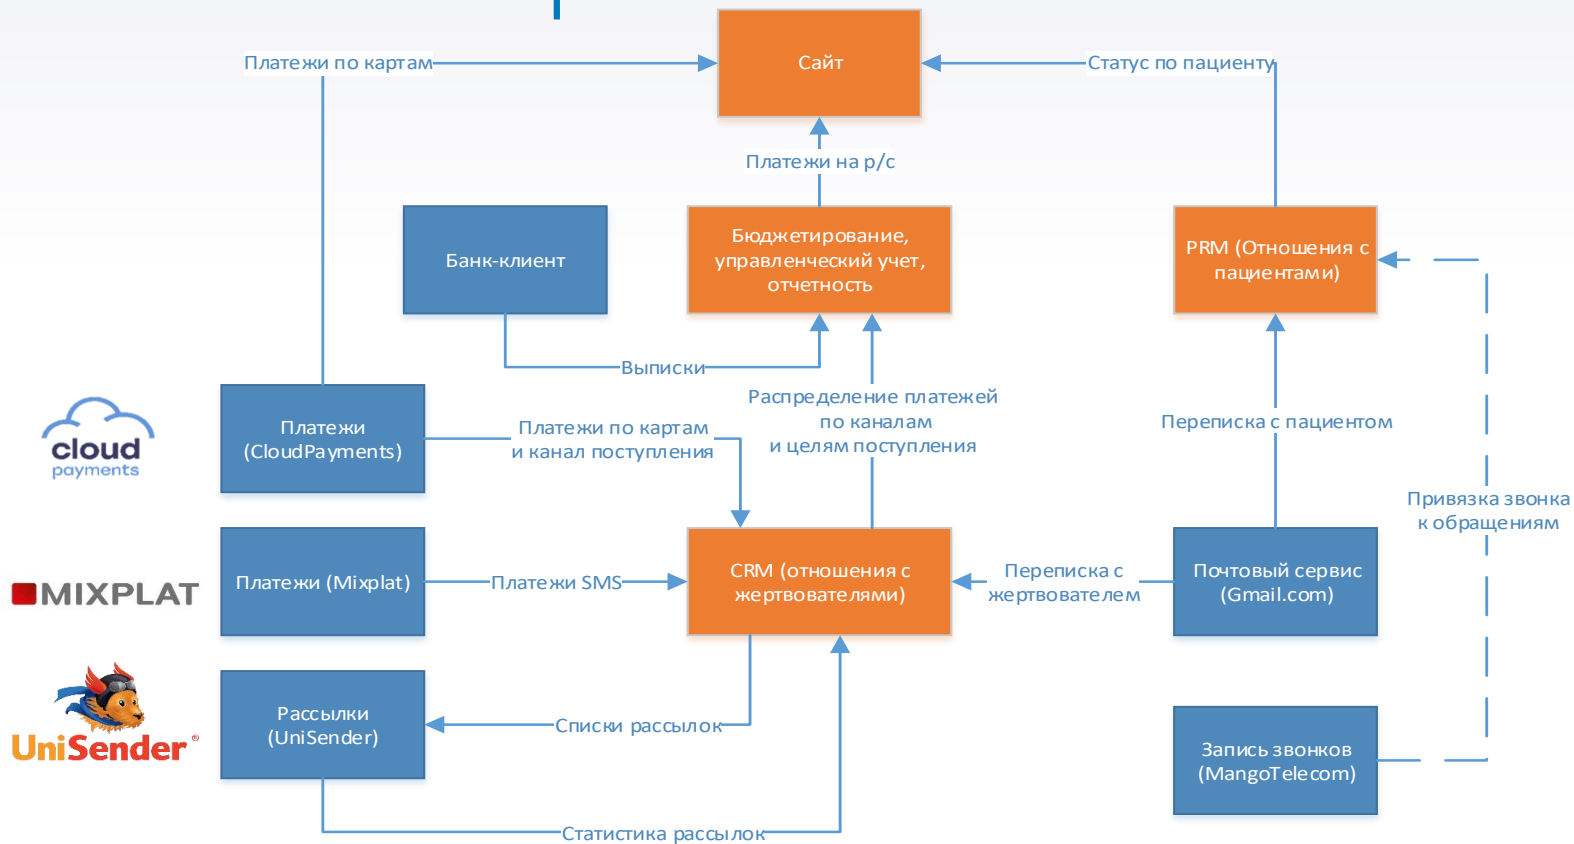 Сайт
Платежи по картам
Статус по пациенту
Платежи на р/с
Банк-клиент
Бюджетирование,
управленческий учет,
отчетность
PRM (Отношения с
пациентами)
Выписки
cloud
payments
Платежи
(CloudPayments)
Платежи по картам
и канал поступления
Распределение платежей
по каналам
и целям поступления
Переписка с пациентом
Привязка звонка
к обращениям
MIXPLAT
Платежи (Mixplat)
Платежи SMS
CRM (отношения с
жертвователями)
Переписка с
жертвователем
Почтовый сервис
(Gmail.com)
UniSender®
Рассылки
(UniSender)
Списки рассылок
Запись звонков
(MangoTelecom)
Статистика рассылок